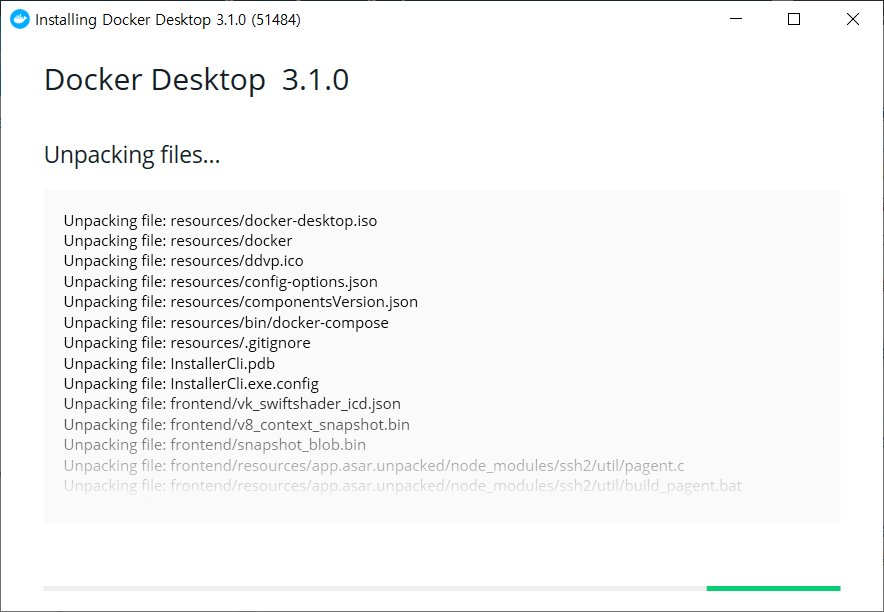 Installing Docker Desktop 3.1.0 (51484)
Docker Desktop 3.1.0
Unpacking files...
Unpacking file: resources/docker-desktop.iso
Unpacking file: resources/docker
Unpacking file: resources/ddvp.ico
Unpacking file: resources/config-options.json
Unpacking file: resources/componentsVersion.json
Unpacking file: resources/bin/docker-compose
Unpacking file: resources/.gitignore
Unpacking file: InstallerCli.pdb
Unpacking file: InstallerCli.exe.config
Unpacking file: frontend/vk_swiftshader_icd.json
Unpacking file: frontend/v8_context_snapshot.bin
Unpacking file: frontend/snapshot_blob.bin
Unpacking file: frontend/resources/app.asar.unpacked/node_modules/ssh2/util/pagent.c
Unpacking file: frontend/resources/app.asar.unpacked/node_modules/ssh2/util/build_pagent.bat